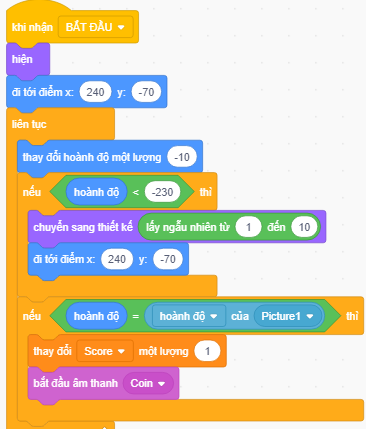 khi nhận BẮT ĐẦU
hiện
đi tới điểm x: 240 y: -70
liên tục
thay đổi hoành độ một lượng -10
nếu hoành độ < -230 thì
chuyển sang thiết kế lấy ngẫu nhiên từ 1 đến 10
đi tới điểm x: 240 y: -70
nếu hoành độ = hoành độ của Picture1 thì
thay đổi Score một lượng 1
bắt đầu âm thanh Coin